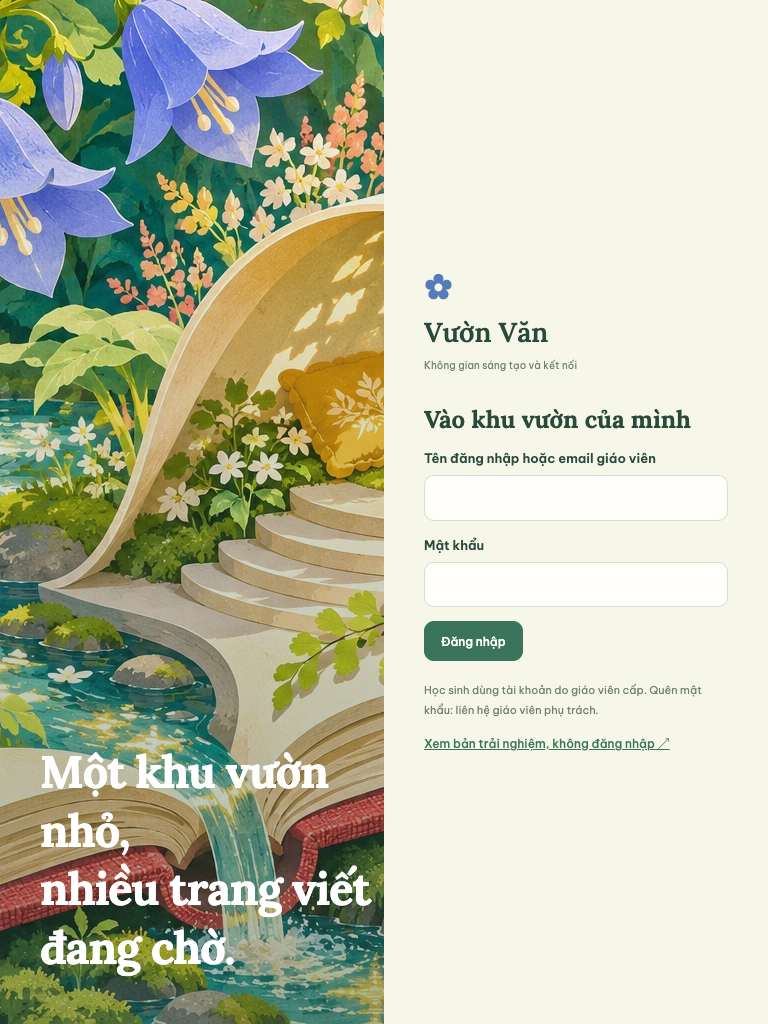 Vườn Văn
Không gian sáng tạo và kết nối
Vào khu vườn của mình
Tên đăng nhập hoặc email giáo viên
Mật khẩu
Đăng nhập
Học sinh dùng tài khoản do giáo viên cấp. Quên mật
khẩu: liên hệ giáo viên phụ trách.
Xem bản trải nghiệm, không đăng nhập ↗
Một khu vườn
nhỏ,
nhiều trang viết
đang chờ.